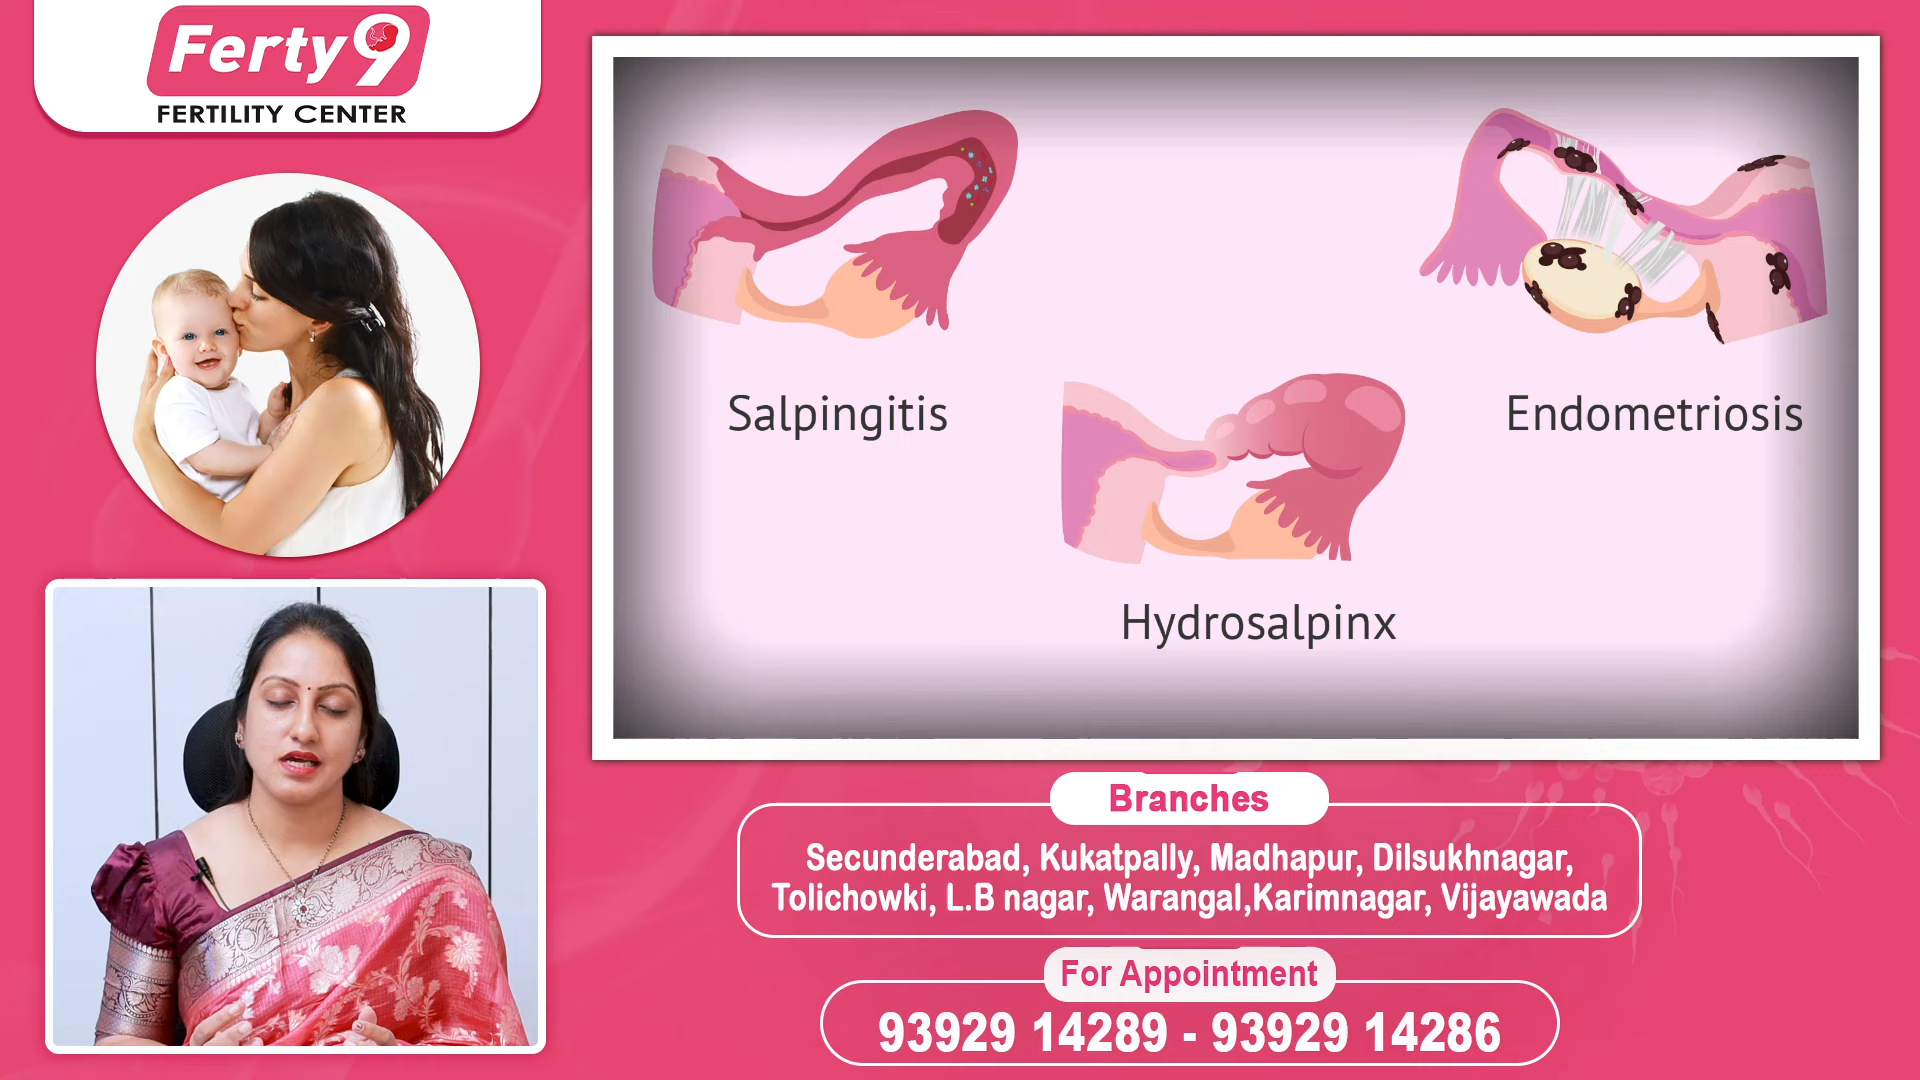 Ferty9
FERTILITY CENTER
Salpingitis
Endometriosis
Hydrosalpinx
Branches
Secunderabad, Kukatpally, Madhapur, Dilsukhnagar,
Tolichowki, L.B nagar, Warangal,Karimnagar, Vijayawada
For Appointment
93929 14289 - 93929 14286